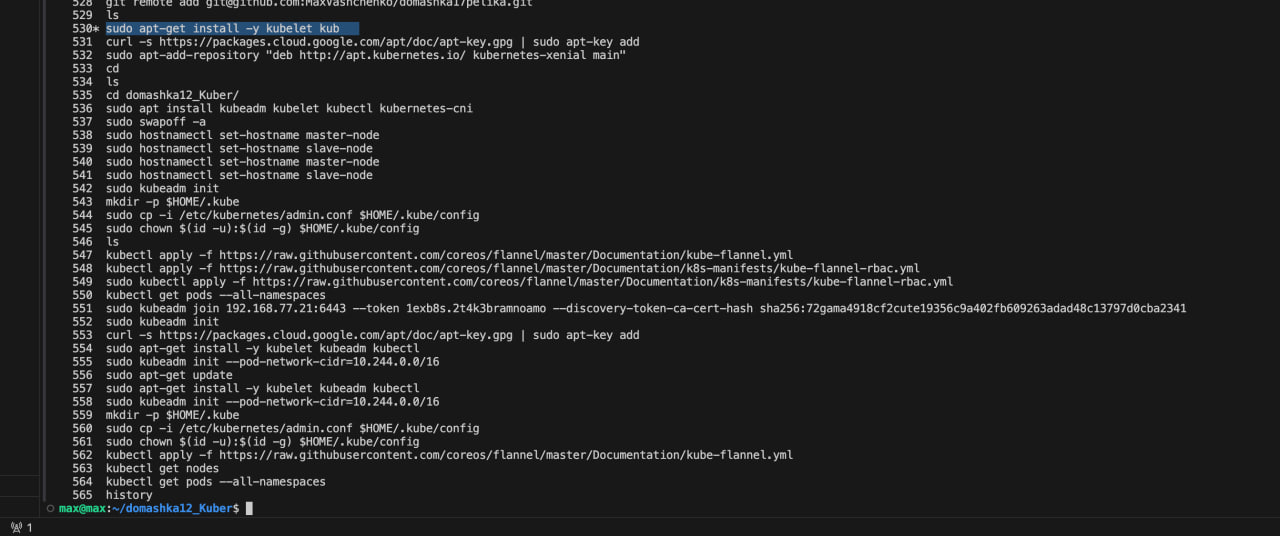 528 git remote add git@github.com:MaxVashchenko/domashka17pelika.git
529 ls
530* sudo apt-get install -y kubelet kub
531 curl -s https://packages.cloud.google.com/apt/doc/apt-key.gpg | sudo apt-key add
532 sudo apt-add-repository "deb http://apt.kubernetes.io/ kubernetes-xenial main"
533 cd
534 ls
535 cd domashka12_Kuber/
536 sudo apt install kubeadm kubelet kubectl kubernetes-cni
537 sudo swapoff -a
538 sudo hostnamectl set-hostname master-node
539 sudo hostnamectl set-hostname slave-node
540 sudo hostnamectl set-hostname master-node
541 sudo hostnamectl set-hostname slave-node
542 sudo kubeadm init
543 mkdir -p $HOME/.kube
544 sudo cp -i /etc/kubernetes/admin.conf $HOME/.kube/config
545 sudo chown $(id -u):$(id -g) $HOME/.kube/config
546 ls
547 kubectl apply -f https://raw.githubusercontent.com/coreos/flannel/master/Documentation/kube-flannel.yml
548 kubectl apply -f https://raw.githubusercontent.com/coreos/flannel/master/Documentation/k8s-manifests/kube-flannel-rbac.yml
549 sudo kubectl apply -f https://raw.githubusercontent.com/coreos/flannel/master/Documentation/k8s-manifests/kube-flannel-rbac.yml
550 kubectl get pods --all-namespaces
551 sudo kubeadm join 192.168.77.21:6443 --token 1exb8s.2t4k3bramnoamo --discovery-token-ca-cert-hash sha256:72gama4918cf2cute19356c9a402fb609263adad48c13797d0cba2341
552 sudo kubeadm init
553 curl -s https://packages.cloud.google.com/apt/doc/apt-key.gpg | sudo apt-key add
554 sudo apt-get install -y kubelet kubeadm kubectl
555 sudo kubeadm init --pod-network-cidr=10.244.0.0/16
556 sudo apt-get update
557 sudo apt-get install -y kubelet kubeadm kubectl
558 sudo kubeadm init --pod-network-cidr=10.244.0.0/16
559 mkdir -p $HOME/.kube
560 sudo cp -i /etc/kubernetes/admin.conf $HOME/.kube/config
561 sudo chown $(id -u):$(id -g) $HOME/.kube/config
562 kubectl apply -f https://raw.githubusercontent.com/coreos/flannel/master/Documentation/kube-flannel.yml
563 kubectl get nodes
564 kubectl get pods --all-namespaces
565 history
max@max:~/domashka12_Kuber$
1